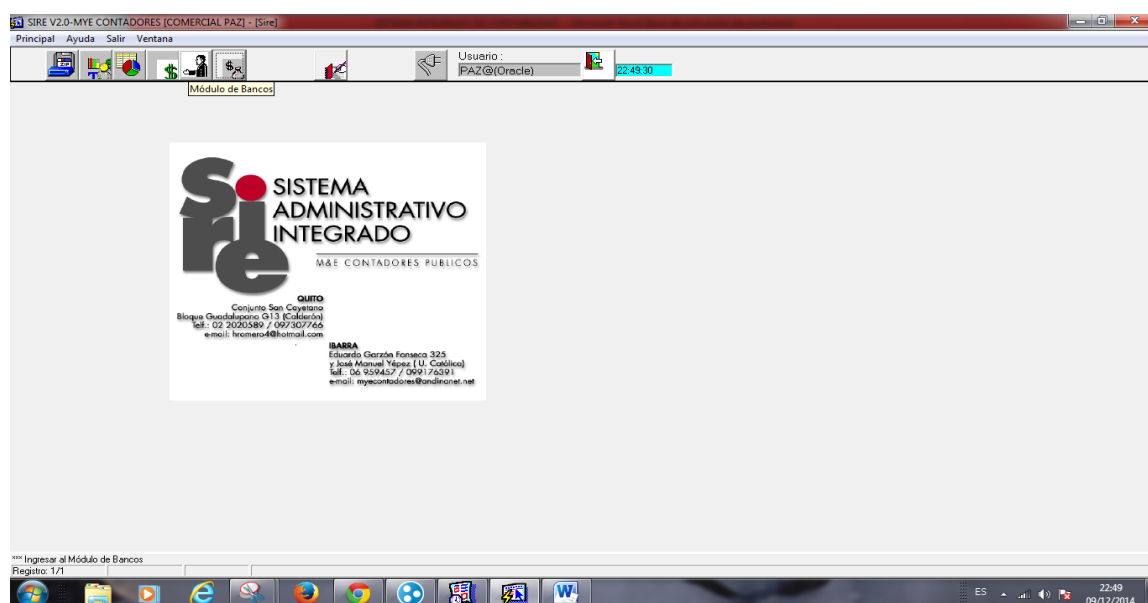 SIRE V2.0-MYE CONTADORES [COMERCIAL PAZ] - [Sire]
Principal Ayuda Salir Ventana
Usuario :
PAZ@(Oracle)
22:49:30
Módulo de Bancos
sire
SISTEMA
ADMINISTRATIVO
INTEGRADO
M&E CONTADORES PUBLICOS
QUITO
Conjunto San Cayetano
Bloque Guadalupano G13 (Calderón)
Telf.: 02 2020589 / 097307766
e-mail: hromero4@hotmail.com
IBARRA
Eduardo Garzón Fonseca 325
y José Manuel Yépez ( U. Católica)
Telf.: 06 959457 / 099176391
e-mail: myecontadores@andinanet.net
*** Ingresar al Módulo de Bancos
Registro: 1/1
ES
22:49
09/12/2014